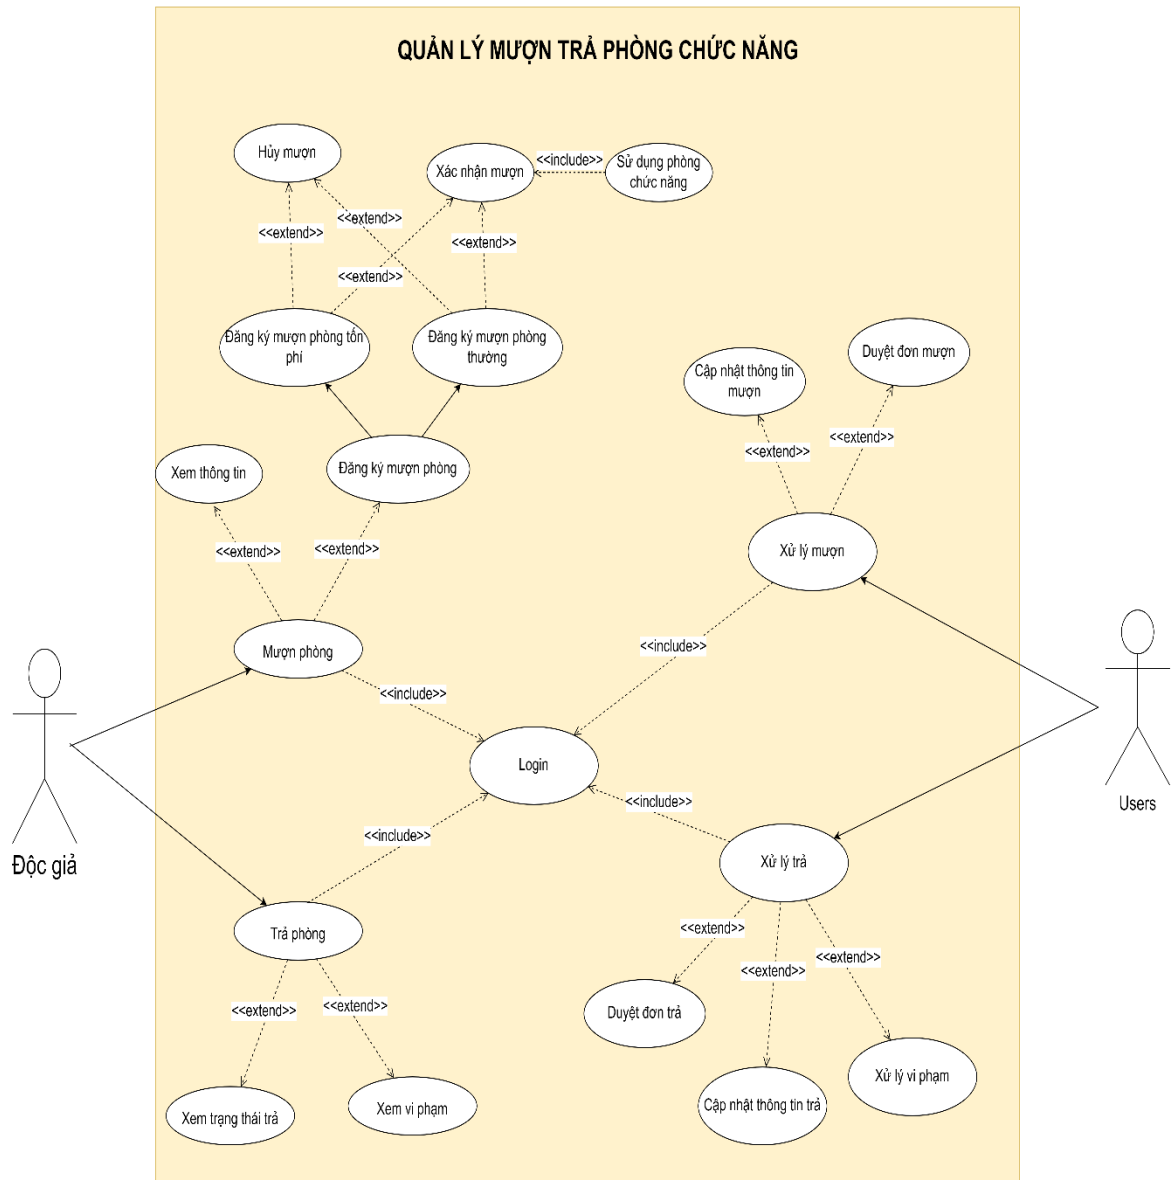 QUẢN LÝ MƯỢN TRẢ PHÒNG CHỨC NĂNG
Hủy mượn
Xác nhận mượn
<<include>>
Sử dụng phòng
chức năng
<<extend>>
<<extend>>
<<extend>>
<<extend>>
Đăng ký mượn phòng tốn
phí
Đăng ký mượn phòng
thường
Duyệt đơn mượn
Cập nhật thông tin
mượn
<<extend>>
<<extend>>
Xem thông tin
Đăng ký mượn phòng
<<extend>>
<<extend>>
Xử lý mượn
Mượn phòng
<<include>>
<<include>>
Login
Users
<<include>>
<<include>>
Độc giả
Xử lý trả
Trả phòng
<<extend>>
<<extend>>
<<extend>>
<<extend>>
<<extend>>
Duyệt đơn trả
Xử lý vi phạm
Cập nhật thông tin trả
Xem trạng thái trả
Xem vi phạm